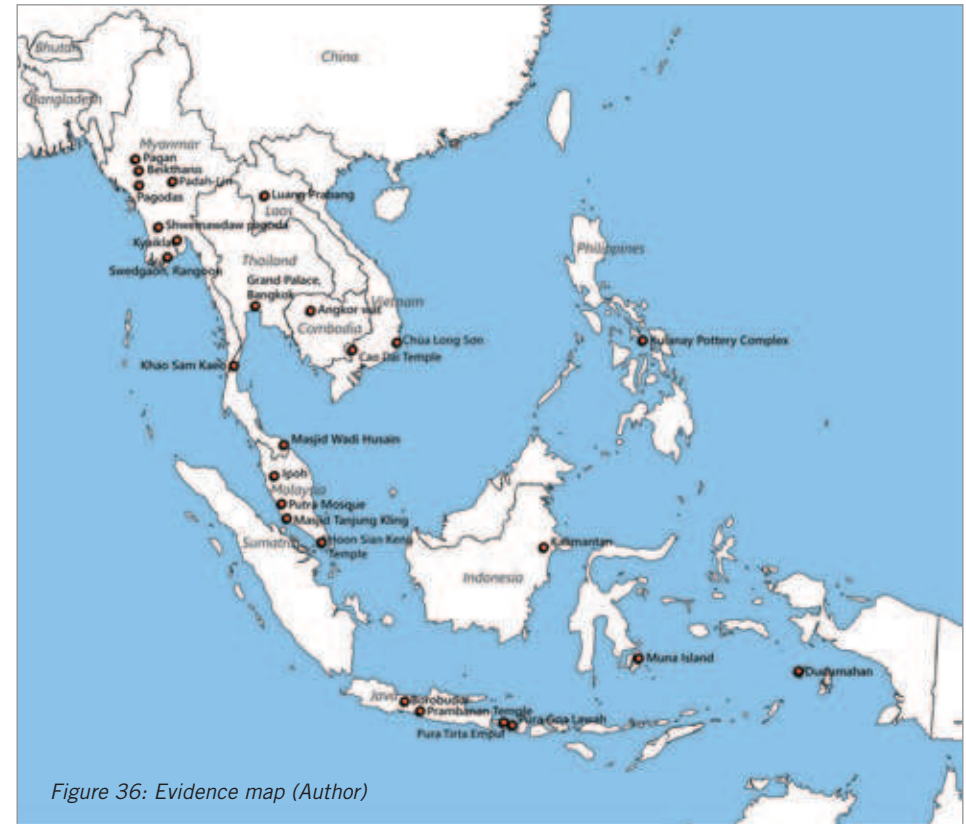 Bhutan
China
Bangladesh
Myanmar
Pagan
Beikthano
Padah-Lin
Pagodas
Luang Prabang
Laos
Shwemawdaw pagoda
Swedgaon, Rangoon
Thailand
Grand Palace,
Bangkok
Angkor wat
Vietnam
Cambodia
Chùa Long Sơn
Cao Dai Temple
Philippines
Kulanay Pottery Complex
Khao Sam Kaeo
Masjid Wadi Husain
Ipoh
Malaysia
Putra Mosque
Masjid Tanjung Kling
Sumatra
Hoon Sian Keng
Temple
Kalimantan
Indonesia
Muna Island
Dudumahan
Java
Borobudur
Prambanan Temple
Pura Goa Lawah
Pura Tirta Empul
Figure 36: Evidence map (Author)